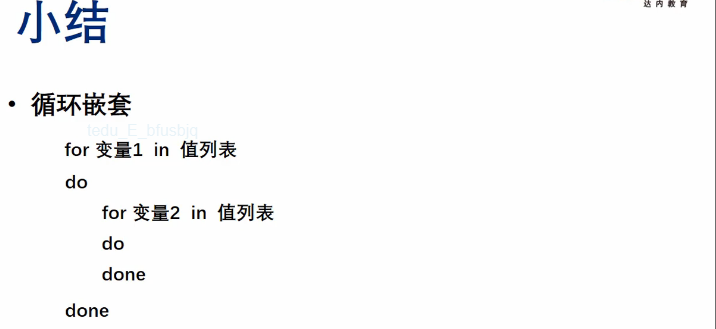 达内教育
小结
• 循环嵌套
tedu_E_bfusbjq
for 变量1 in 值列表
do
for 变量2 in 值列表
do
done
done